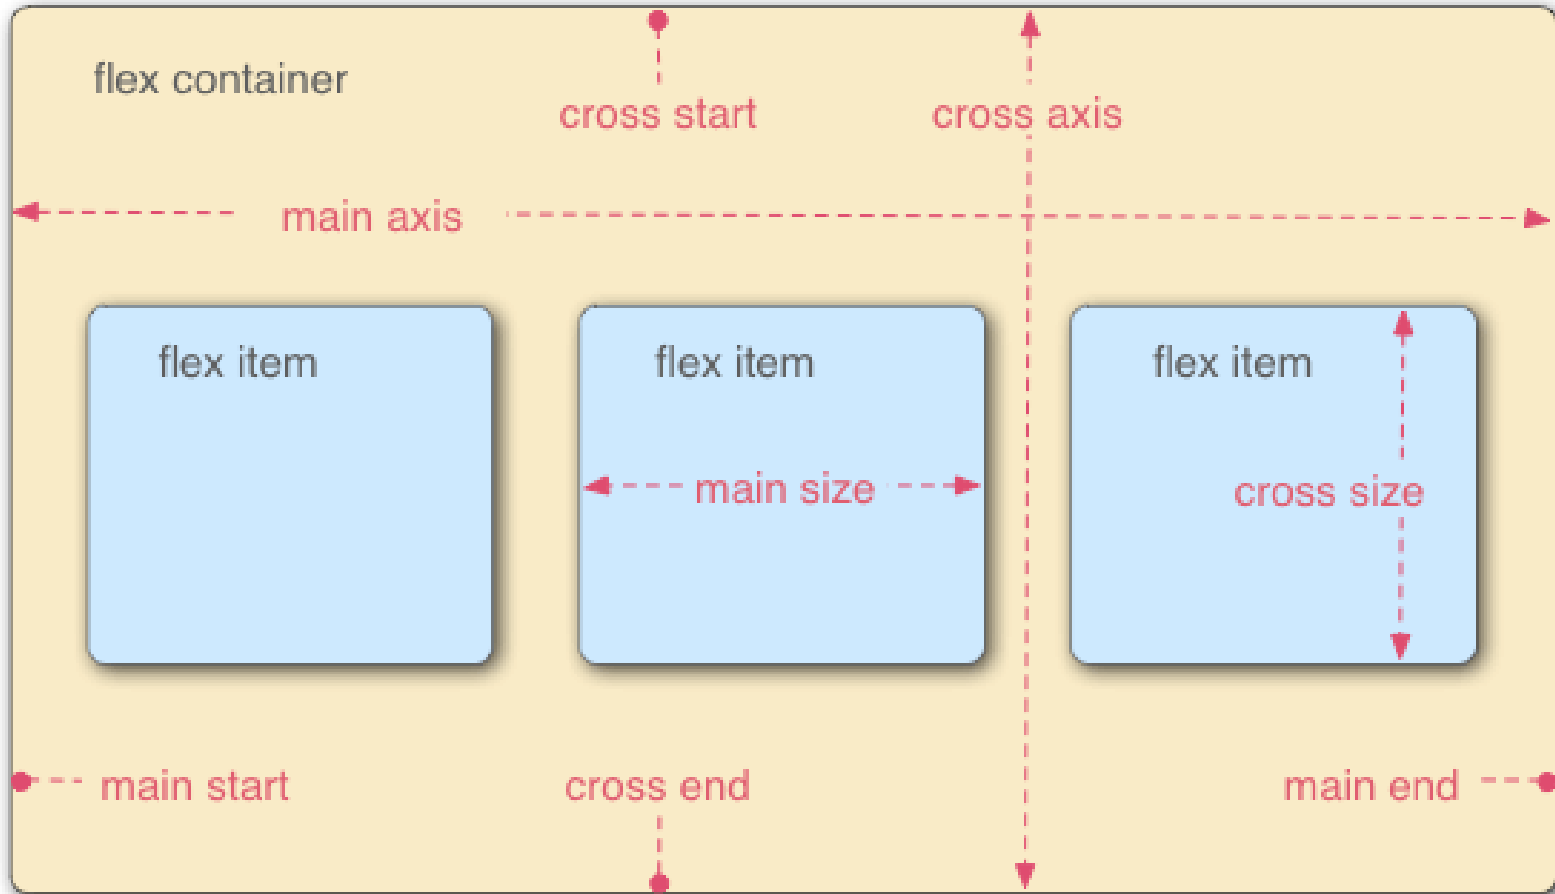 flex container
cross start
cross axis
main axis
flex item
flex item
flex item
main size
cross size
main start
cross end
main end